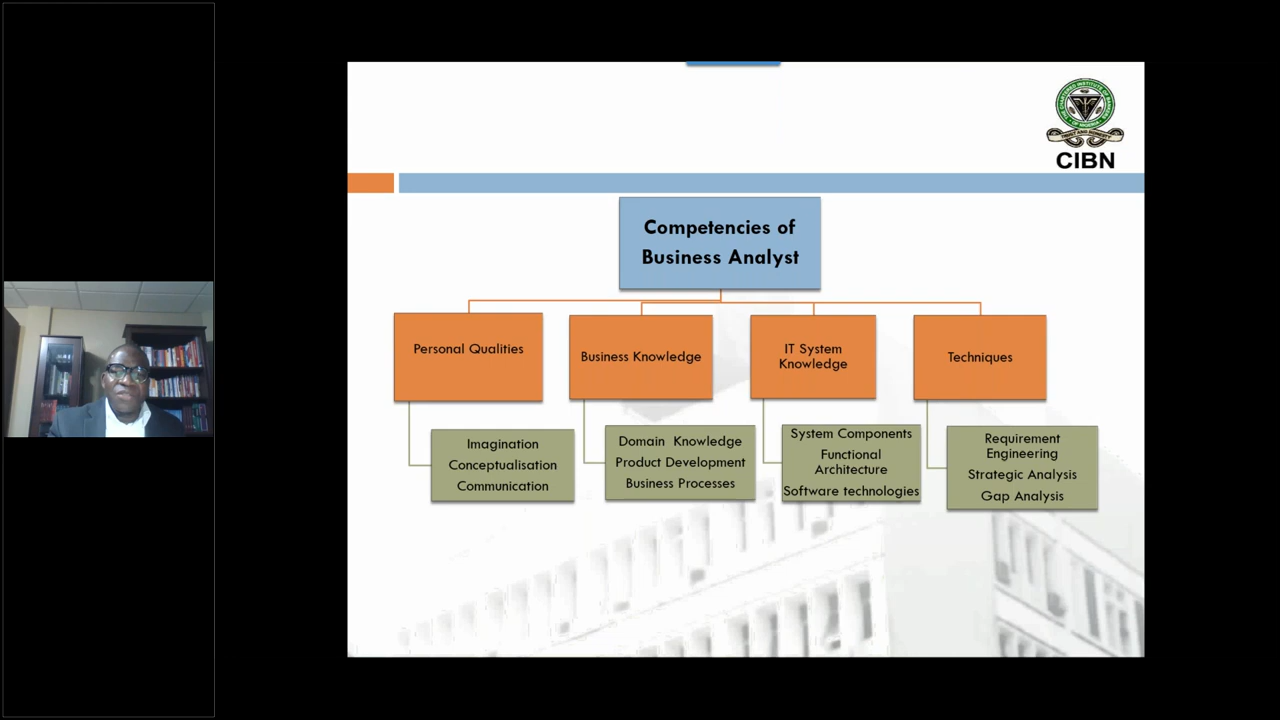 CIBN
Competencies of
Business Analyst
Personal Qualities
Business Knowledge
IT System
Knowledge
Techniques
Imagination
Conceptualisation
Communication
Domain Knowledge
Product Development
Business Processes
System Components
Functional
Architecture
Software technologies
Requirement
Engineering
Strategic Analysis
Gap Analysis